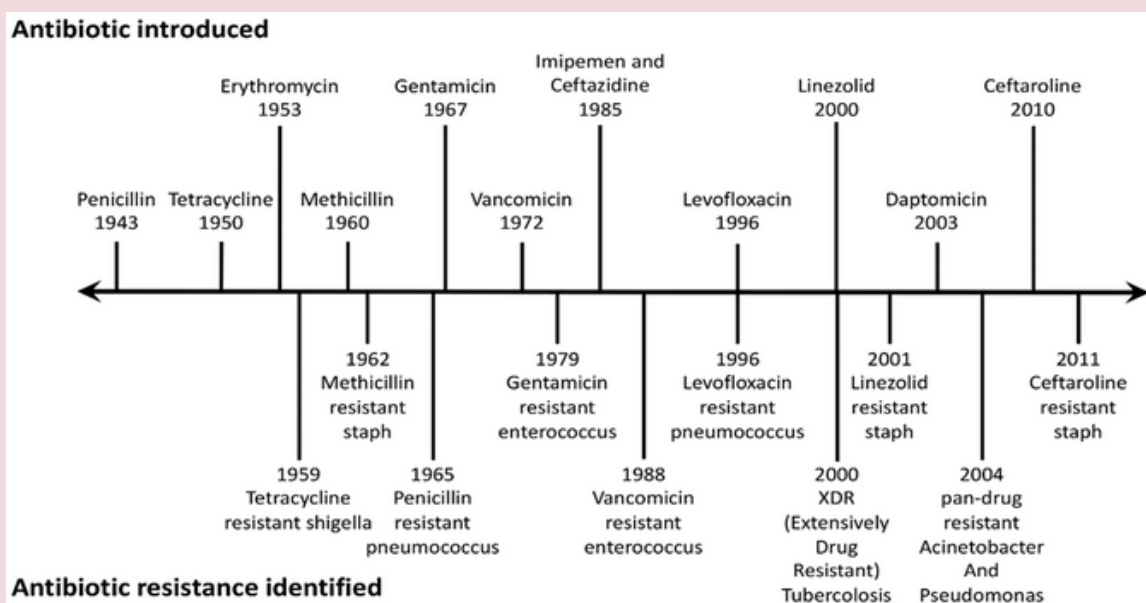 Antibiotic introduced
Imipemen and
Ceftazidine
1985
Erythromycin
1953
Gentamicin
1967
Linezolid
2000
Ceftaroline
2010
Penicillin
1943
Tetracycline
1950
Methicillin
1960
Vancomicin
1972
Levofloxacin
1996
Daptomicin
2003
1962
Methicillin
resistant
staph
1979
Gentamicin
resistant
enterococcus
1996
Levofloxacin
resistant
pneumococcus
2001
Linezolid
resistant
staph
2011
Ceftaroline
resistant
staph
1959
Tetracycline
resistant shigella
1965
Penicillin
resistant
pneumococcus
1988
Vancomicin
resistant
enterococcus
2000
XDR
(Extensively
Drug
Resistant)
Tubercolosis
2004
pan-drug
resistant
Acinetobacter
And
Pseudomonas
Antibiotic resistance identified